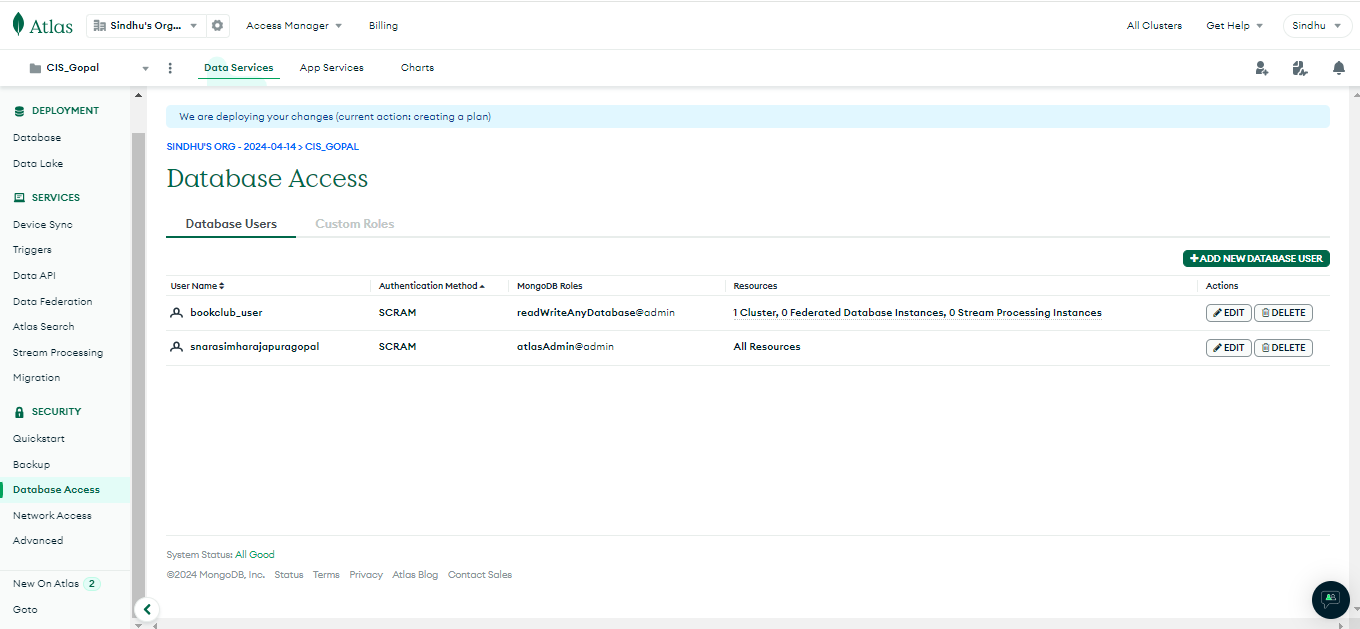 Atlas Sindhu's Org... Access Manager Billing All Clusters Get Help Sindhu
CIS_Gopal Data Services App Services Charts
DEPLOYMENT
Database
Data Lake
SERVICES
Device Sync
Triggers
Data API
Data Federation
Atlas Search
Stream Processing
Migration
SECURITY
Quickstart
Backup
Database Access
Network Access
Advanced
New On Atlas 2
Goto
We are deploying your changes (current action: creating a plan)
SINDHU'S ORG - 2024-04-14 > CIS_GOPAL
Database Access
Database Users Custom Roles
+ADD NEW DATABASE USER
User Name Authentication Method MongoDB Roles Resources Actions
bookclub_user SCRAM readWriteAnyDatabase@admin 1 Cluster, 0 Federated Database Instances, 0 Stream Processing Instances EDIT DELETE
snarasimharajapuragopal SCRAM atlasAdmin@admin All Resources EDIT DELETE
System Status: All Good
©2024 MongoDB, Inc. Status Terms Privacy Atlas Blog Contact Sales